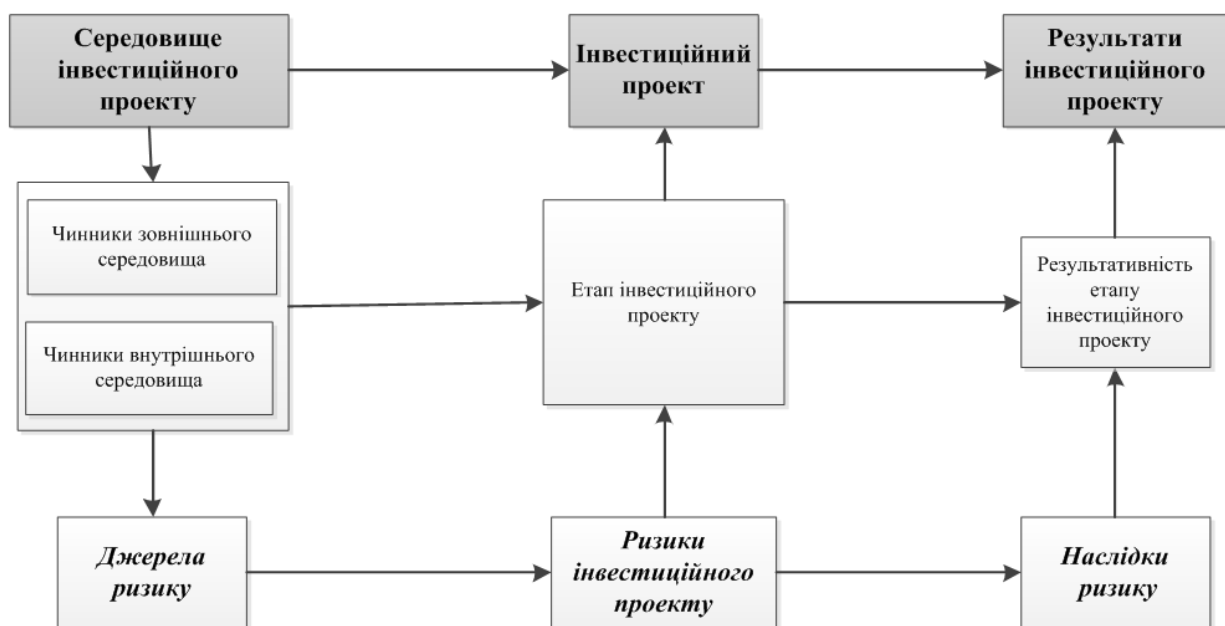 Середовище
інвестиційного
проекту
Інвестиційний
проект
Результати
інвестиційного
проекту
Чинники зовнішнього
середовища
Чинники внутрішнього
середовища
Етап інвестиційного
проекту
Результативність
етапу
інвестиційного
проекту
Джерела
ризику
Ризики
інвестиційного
проекту
Наслідки
ризику